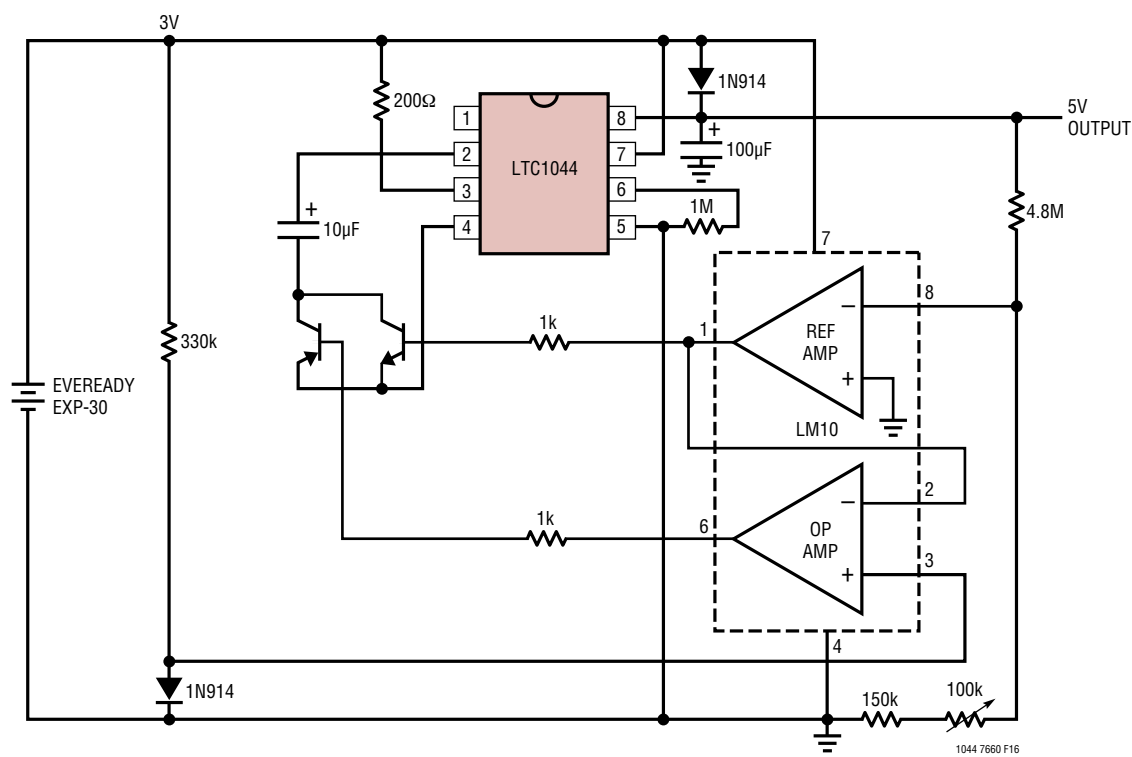 3V
200Ω
1
2
3
4
LTC1044
8
7
6
5
1N914
+
100µF
5V
OUTPUT
1M
4.8M
+
10µF
7
330k
1k
1
REF
AMP
−
+
8
EVEREADY
EXP-30
LM10
1k
6
OP
AMP
−
+
2
3
4
1N914
150k
100k
1044 7660 F16